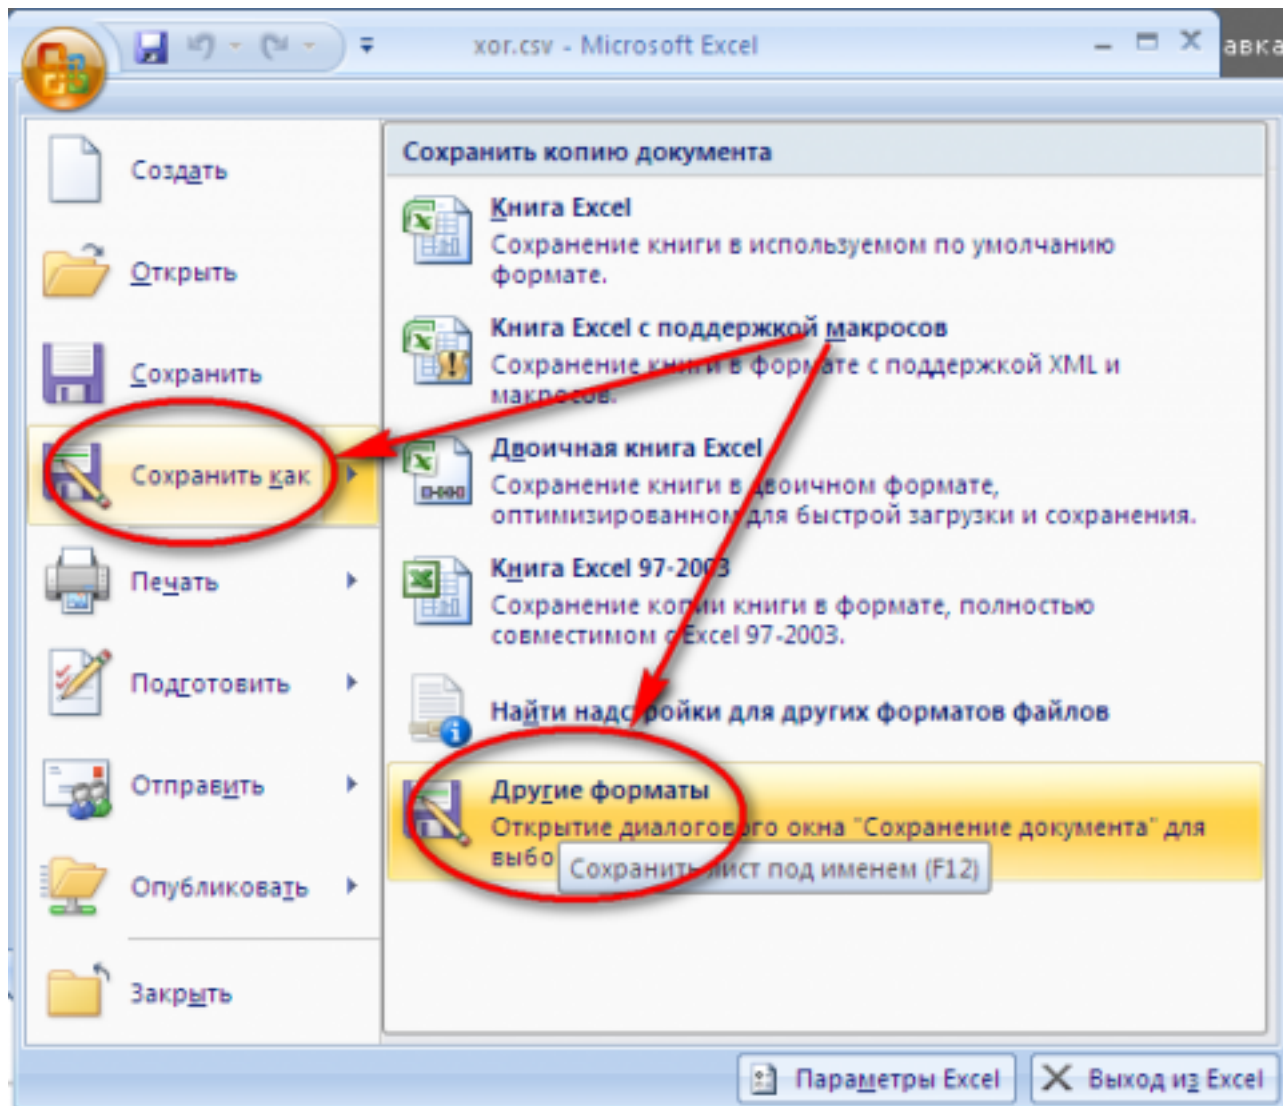 xor.csv - Microsoft Excel
авка
Создать
Открыть
Сохранить
Сохранить как
Печать
Подготовить
Отправить
Опубликовать
Закрыть
Сохранить копию документа
Книга Excel
Сохранение книги в используемом по умолчанию
формате.
Книга Excel с поддержкой макросов
Сохранение книги в формате с поддержкой XML и
макросов.
Двоичная книга Excel
Сохранение книги в двоичном формате,
оптимизированном для быстрой загрузки и сохранения.
Книга Excel 97-2003
Сохранение копии книги в формате, полностью
совместимом с Excel 97-2003.
Найти надстройки для других форматов файлов
Другие форматы
Открытие диалогового окна "Сохранение документа" для
выбо
Сохранить лист под именем (F12)
Параметры Excel
Выход из Excel